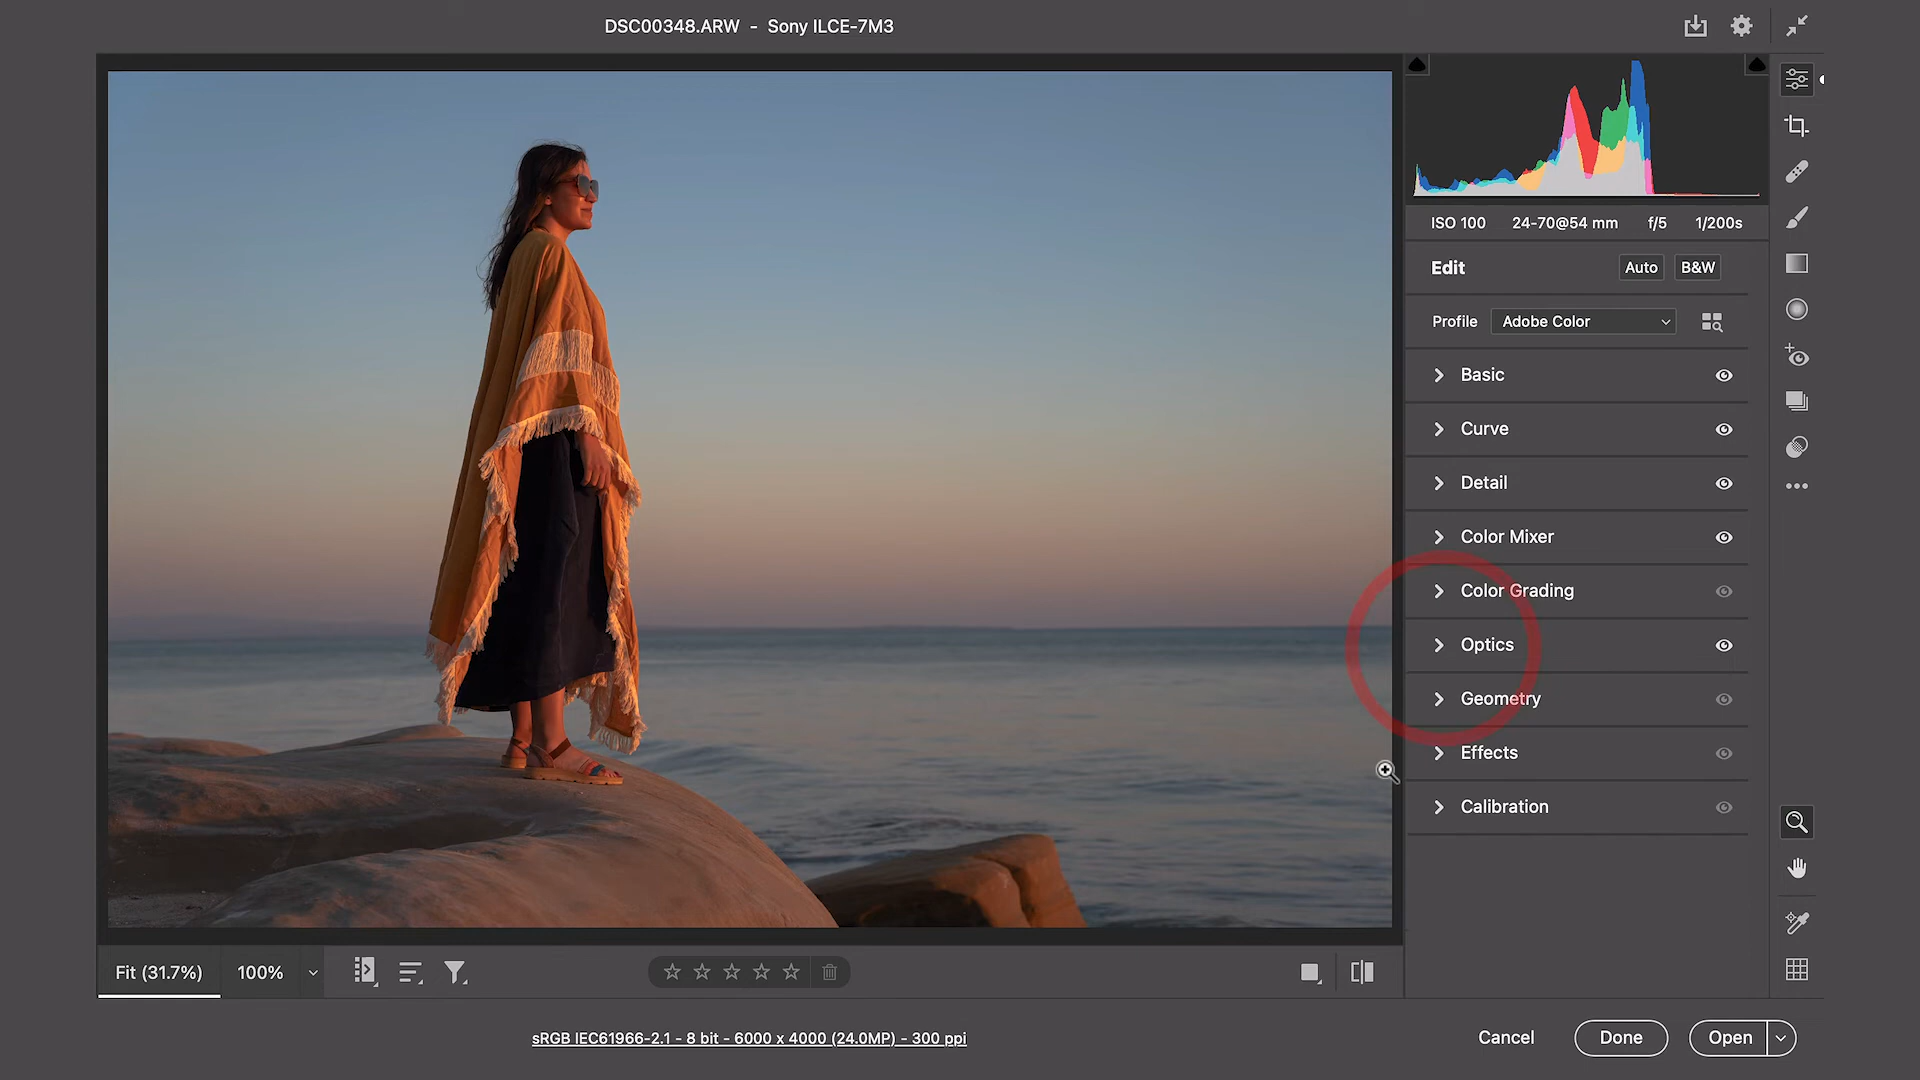 DSC00348.ARW - Sony ILCE-7M3
ISO 100 24-70@54 mm f/5 1/200s
Edit Auto B&W
Profile Adobe Color
Basic
Curve
Detail
Color Mixer
Color Grading
Optics
Geometry
Effects
Calibration
Fit (31.7%) 100%
sRGB IEC61966-2.1 - 8 bit - 6000 x 4000 (24.0MP) - 300 ppi
Cancel Done Open